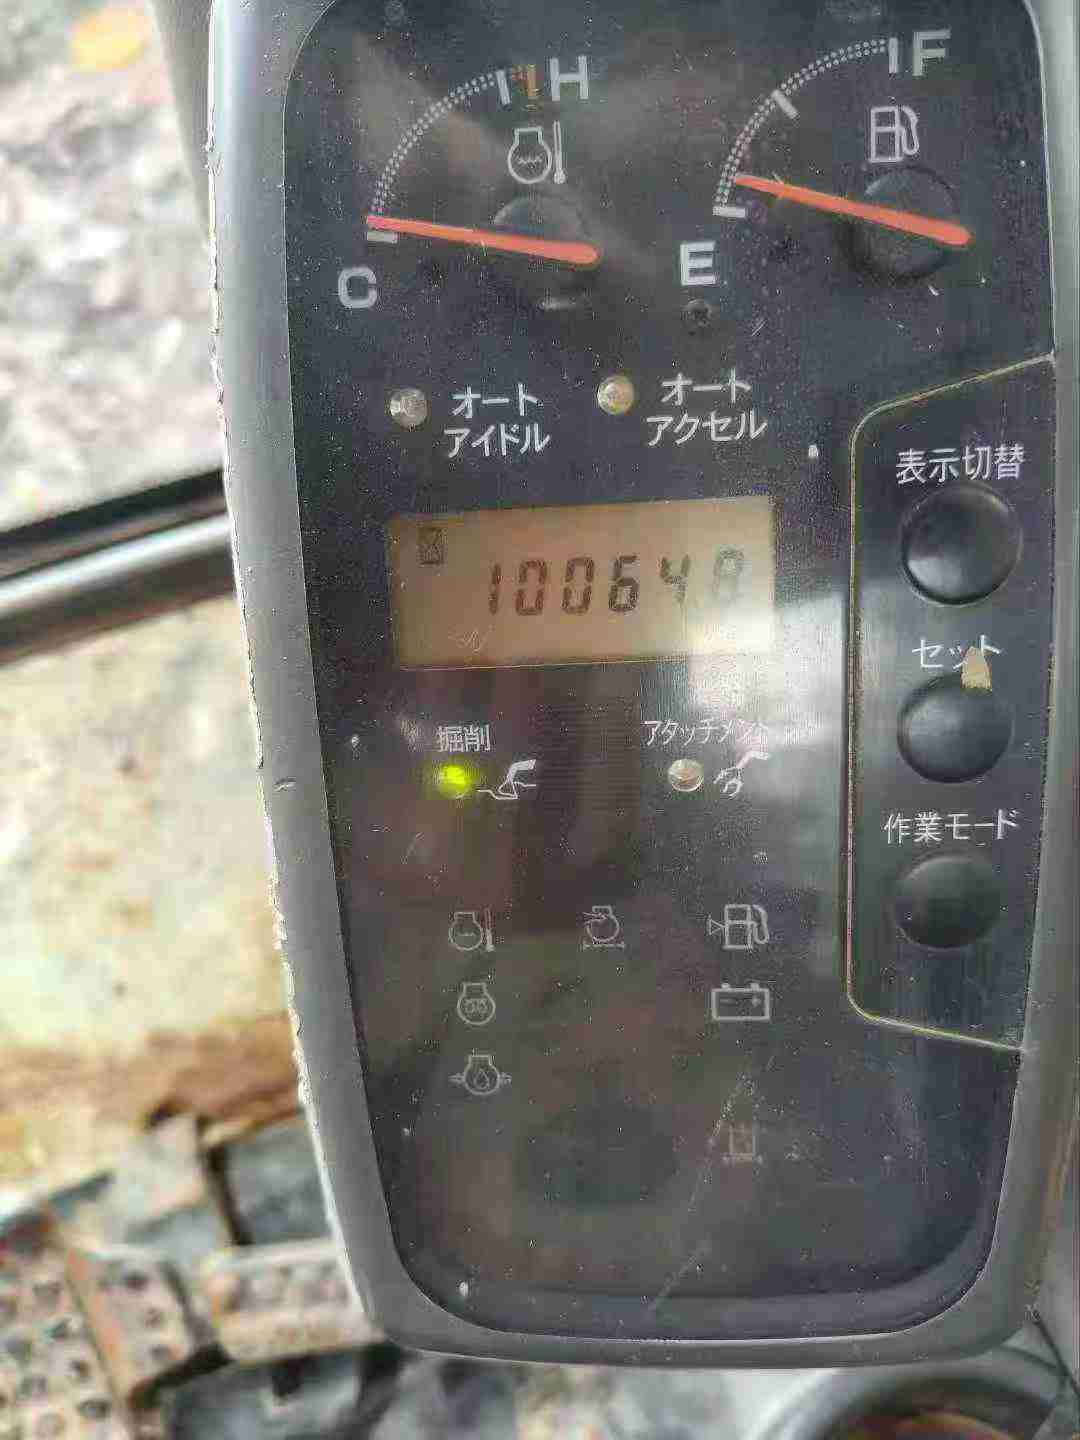 H
F
C
E
オート
アイドル
オート
アクセル
表示切替
100648
セット
掘削
アタッチメント
作業モード